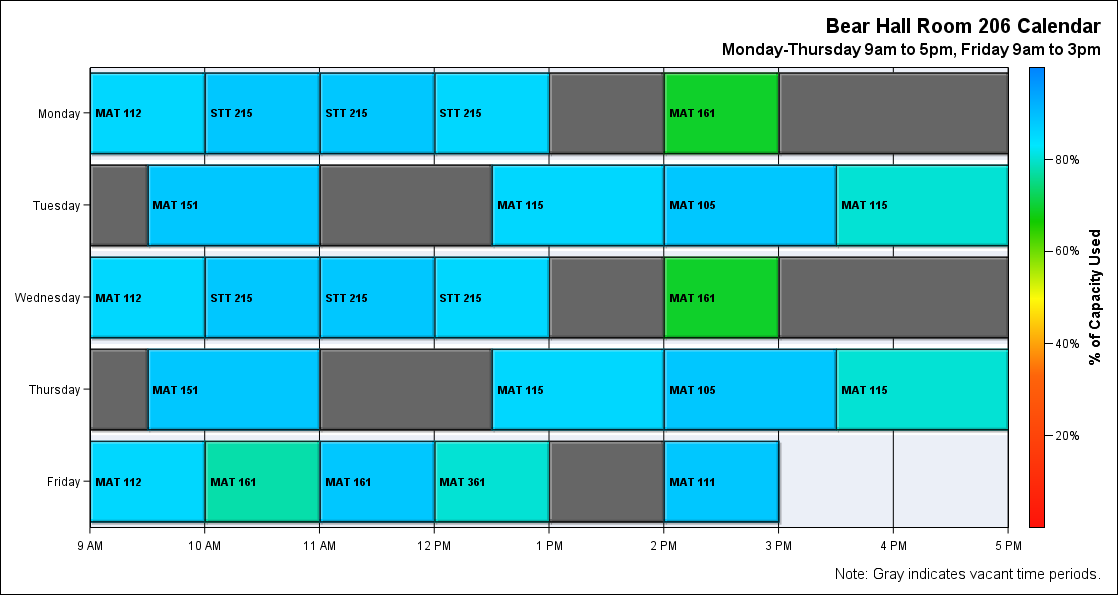 Bear Hall Room 206 Calendar
Monday-Thursday 9am to 5pm, Friday 9am to 3pm
Monday MAT 112 STT 215 STT 215 STT 215 MAT 161
80%
Tuesday MAT 151 MAT 115 MAT 105 MAT 115
60%
% of Capacity Used
Wednesday MAT 112 STT 215 STT 215 STT 215 MAT 161
40%
Thursday MAT 151 MAT 115 MAT 105 MAT 115
20%
Friday MAT 112 MAT 161 MAT 161 MAT 361 MAT 111
9 AM 10 AM 11 AM 12 PM 1 PM 2 PM 3 PM 4 PM 5 PM
Note: Gray indicates vacant time periods.